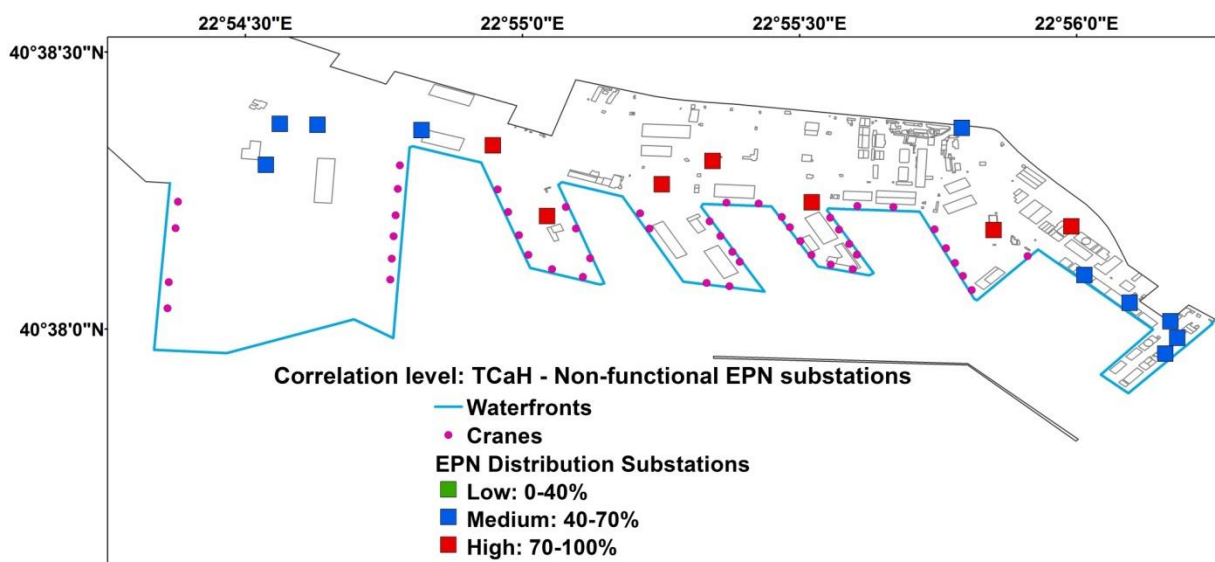 22°54'30"E 22°55'0"E 22°55'30"E 22°56'0"E
40°38'30"N
40°38'0"N
Correlation level: TCaH - Non-functional EPN substations
Waterfronts
Cranes
EPN Distribution Substations
Low: 0-40%
Medium: 40-70%
High: 70-100%